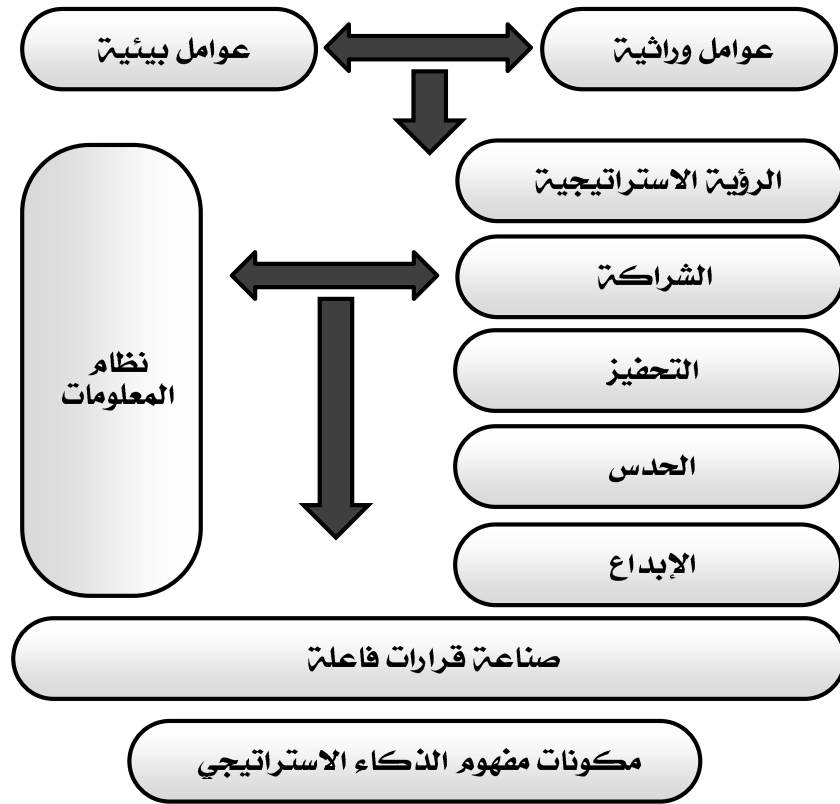 عوامل وراثية
عوامل بيئية
الرؤية الاستراتيجية
الشراكة
التحفيز
الحدس
الإبداع
نظام
المعلومات
صناعة قرارات فاعلة
مكونات مفهوم الذكاء الاستراتيجي